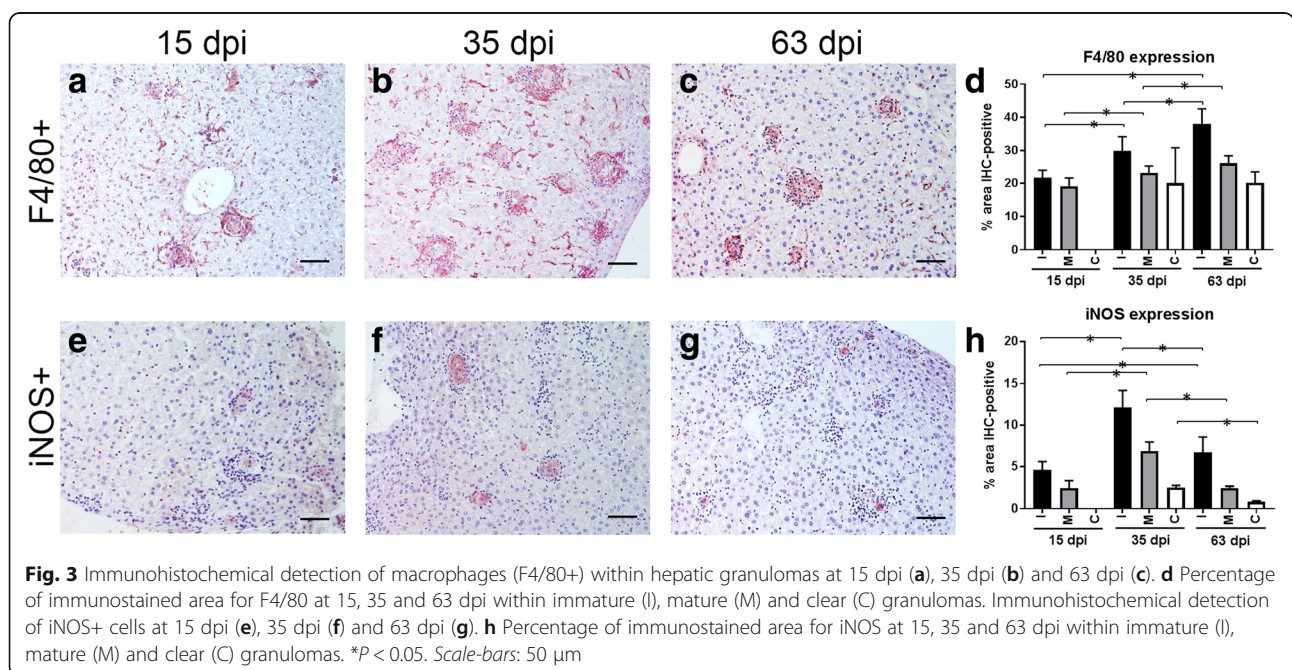 15 dpi 35 dpi 63 dpi
F4/80+
a
b
c
d
F4/80 expression
% area IHC-positive
50
40
30
20
10
0
* * * * *
I M C I M C I M C
15 dpi 35 dpi 63 dpi
iNOS+
e
f
g
h
iNOS expression
% area IHC-positive
20
15
10
5
0
* * * * * *
I M C I M C I M C
15 dpi 35 dpi 63 dpi
Fig. 3 Immunohistochemical detection of macrophages (F4/80+) within hepatic granulomas at 15 dpi (a), 35 dpi (b) and 63 dpi (c). d Percentage
of immunostained area for F4/80 at 15, 35 and 63 dpi within immature (I), mature (M) and clear (C) granulomas. Immunohistochemical detection
of iNOS+ cells at 15 dpi (e), 35 dpi (f) and 63 dpi (g). h Percentage of immunostained area for iNOS at 15, 35 and 63 dpi within immature (I),
mature (M) and clear (C) granulomas. *P < 0.05. Scale-bars: 50 μm